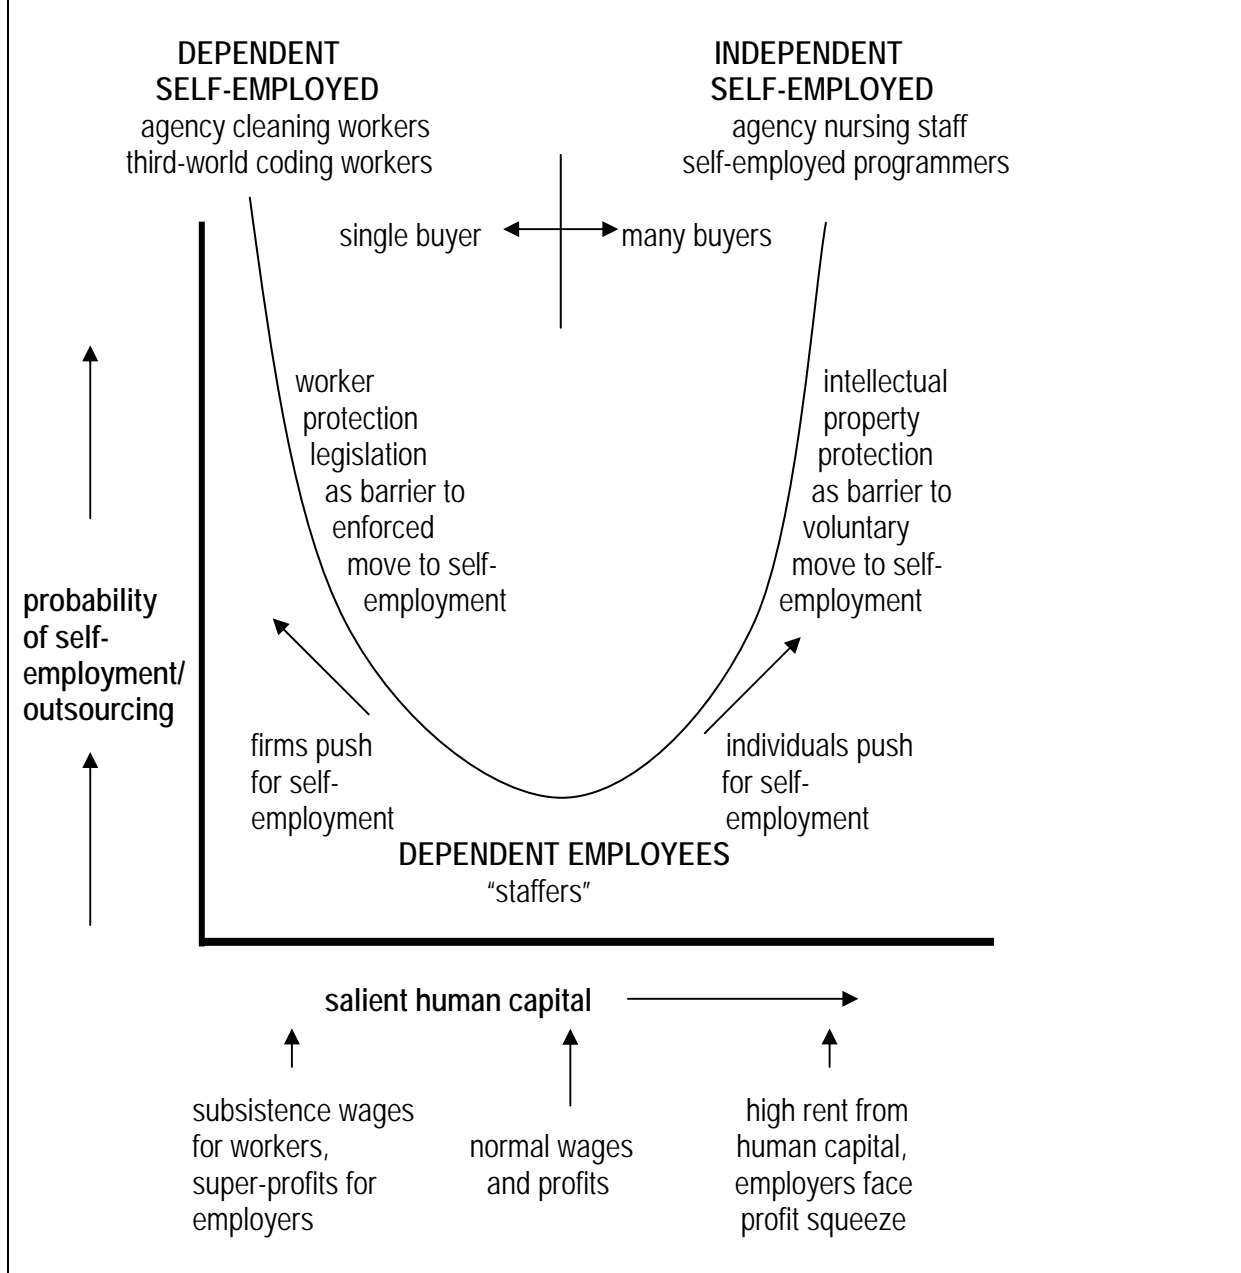 DEPENDENT
SELF-EMPLOYED
agency cleaning workers
third-world coding workers
INDEPENDENT
SELF-EMPLOYED
agency nursing staff
self-employed programmers
single buyer
many buyers
worker
protection
legislation
as barrier to
enforced
move to self-
employment
intellectual
property
protection
as barrier to
voluntary
move to self-
employment
probability
of self-
employment/
outsourcing
firms push
for self-
employment
individuals push
for self-
employment
DEPENDENT EMPLOYEES
“staffers”
salient human capital
subsistence wages
for workers,
super-profits for
employers
normal wages
and profits
high rent from
human capital,
employers face
profit squeeze